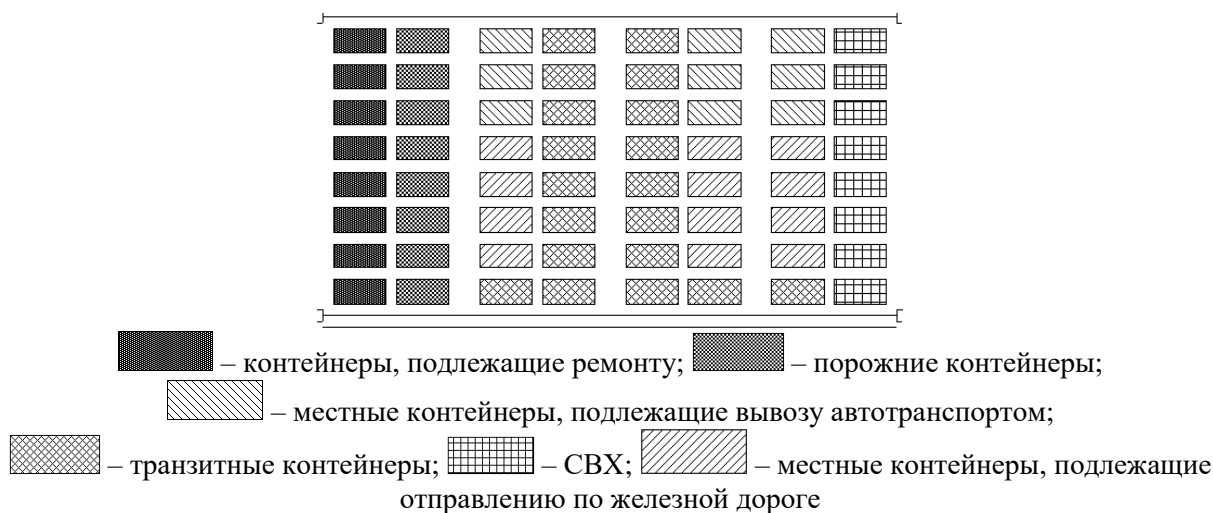 – контейнеры, подлежащие ремонту; – порожние контейнеры;
– местные контейнеры, подлежащие вывозу автотранспортом;
– транзитные контейнеры; – СВХ; – местные контейнеры, подлежащие
отправлению по железной дороге